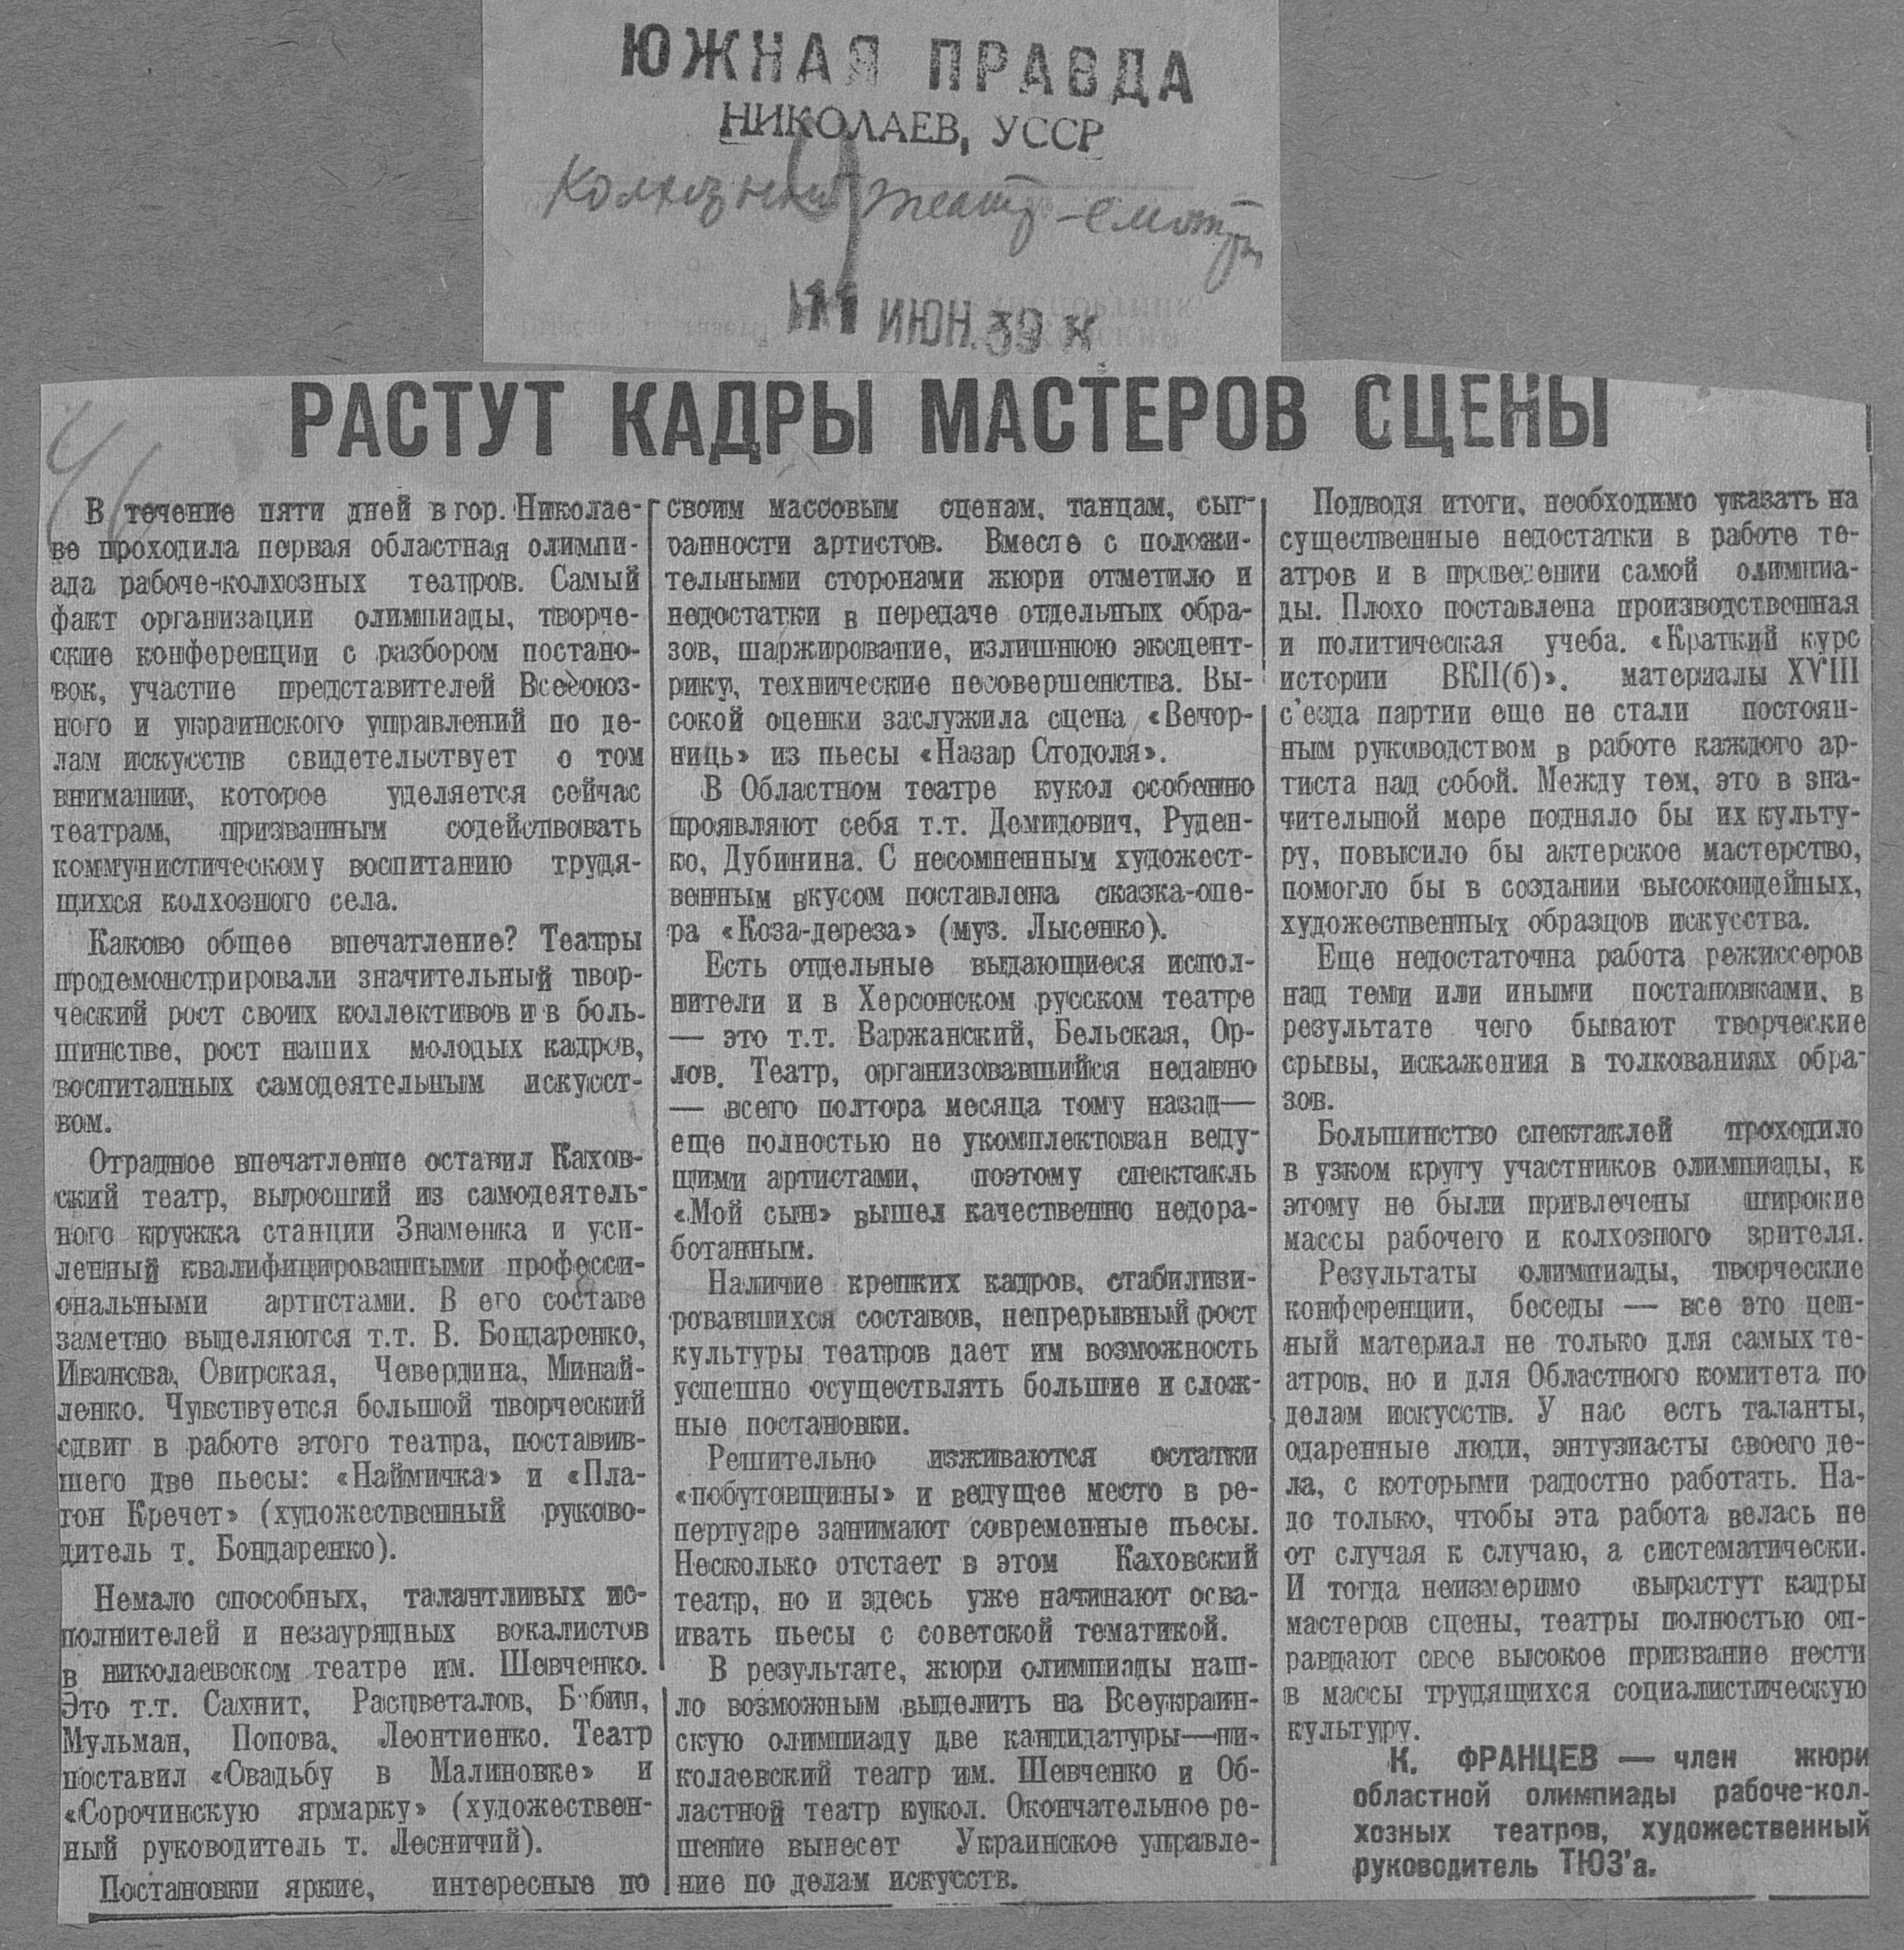 ЮЖНАЯ ПРАВДА
НИКОЛАЕВ, УССР
Колхозный театр - смотр
11 ИЮН. 39 К
46
РАСТУТ КАДРЫ МАСТЕРОВ СЦЕНЫ
В течение пяти дней в гор. Николае-
ве проходила первая областная олимпи-
ада рабоче-колхозных театров. Самый
факт организации олимпиады, творче-
ские конференции с разбором постано-
вок, участие представителей Всесоюз-
ного и украинского управлений по де-
лам искусств свидетельствует о том
внимании, которое уделяется сейчас
театрам, призванным содействовать
коммунистическому воспитанию трудя-
щихся колхозного села.
Каково общее впечатление? Театры
продемонстрировали значительный твор-
ческий рост своих коллективов и в боль-
шинстве, рост наших молодых кадров,
воспитанных самодеятельным искусст-
вом.
Отрадное впечатление оставил Кахов-
ский театр, выросший из самодеятель-
ного кружка станции Знаменка и уси-
ленный квалифицированными професси-
ональными артистами. В его составе
заметно выделяются т.т. В. Бондаренко,
Иванова, Свирская, Чевердина, Минай-
ленко. Чувствуется большой творческий
сдвиг в работе этого театра, поставив-
шего две пьесы: «Наймичка» и «Пла-
тон Кречет» (художественный руково-
дитель т. Бондаренко).
Немало способных, талантливых ис-
полнителей и незаурядных вокалистов
в николаевском театре им. Шевченко.
Это т.т. Сахнит, Расцветалов, Бабин,
Мульман, Попова, Леонтиенко. Театр
поставил «Свадьбу в Малиновке» и
«Сорочинскую ярмарку» (художествен-
ный руководитель т. Лесничий).
Постановки яркие, интересные по
своим массовым сценам, танцам, сыг-
ранности артистов. Вместе с положи-
тельными сторонами жюри отметило и
недостатки в передаче отдельных обра-
зов, шаржирование, излишнюю эксцент-
рику, технические несовершенства. Вы-
сокой оценки заслужила сцена «Вечор-
ниць» из пьесы «Назар Стодоля».
В Областном театре кукол особенно
проявляют себя т.т. Демидович, Руден-
ко, Дубинина. С несомненным художест-
венным вкусом поставлена сказка-опе-
ра «Коза-дереза» (муз. Лысенко).
Есть отдельные выдающиеся испол-
нители и в Херсонском русском театре
— это т.т. Варжанский, Бельская, Ор-
лов. Театр, организовавшийся недавно
— всего полтора месяца тому назад—
еще полностью не укомплектован веду-
щими артистами, поэтому спектакль
«Мой сын» вышел качественно недора-
ботанным.
Наличие крепких кадров, стабилизи-
ровавшихся составов, непрерывный рост
культуры театров дает им возможность
успешно осуществлять большие и слож-
ные постановки.
Решительно изживаются остатки
«побутовщины» и ведущее место в ре-
пертуаре занимают современные пьесы.
Несколько отстает в этом Каховский
театр, но и здесь уже начинают осва-
ивать пьесы с советской тематикой.
В результате, жюри олимпиады наш-
ло возможным выделить на Всеукраин-
скую олимпиаду две кандидатуры—ни-
колаевский театр им. Шевченко и Об-
ластной театр кукол. Окончательное ре-
шение вынесет Украинское управле-
ние по делам искусств.
Подводя итоги, необходимо указать на
существенные недостатки в работе те-
атров и в проведении самой олимпиа-
ды. Плохо поставлена производственная
и политическая учеба. «Краткий курс
истории ВКП(б)», материалы XVIII
с'езда партии еще не стали постоян-
ным руководством в работе каждого ар-
тиста над собой. Между тем, это в зна-
чительной мере подняло бы их культу-
ру, повысило бы актерское мастерство,
помогло бы в создании высокоидейных,
художественных образцов искусства.
Еще недостаточна работа режиссеров
над теми или иными постановками, в
результате чего бывают творческие
срывы, искажения в толкованиях обра-
зов.
Большинство спектаклей проходило
в узком кругу участников олимпиады, к
этому не были привлечены широкие
массы рабочего и колхозного зрителя.
Результаты олимпиады, творческие
конференции, беседы — все это цен-
ный материал не только для самых те-
атров, но и для Областного комитета по
делам искусств. У нас есть таланты,
одаренные люди, энтузиасты своего де-
ла, с которыми радостно работать. На-
до только, чтобы эта работа велась не
от случая к случаю, а систематически.
И тогда неизмеримо вырастут кадры
мастеров сцены, театры полностью оп-
равдают свое высокое призвание нести
в массы трудящихся социалистическую
культуру.
К. ФРАНЦЕВ — член жюри
областной олимпиады рабоче-кол-
хозных театров, художественный
руководитель ТЮЗ'а.